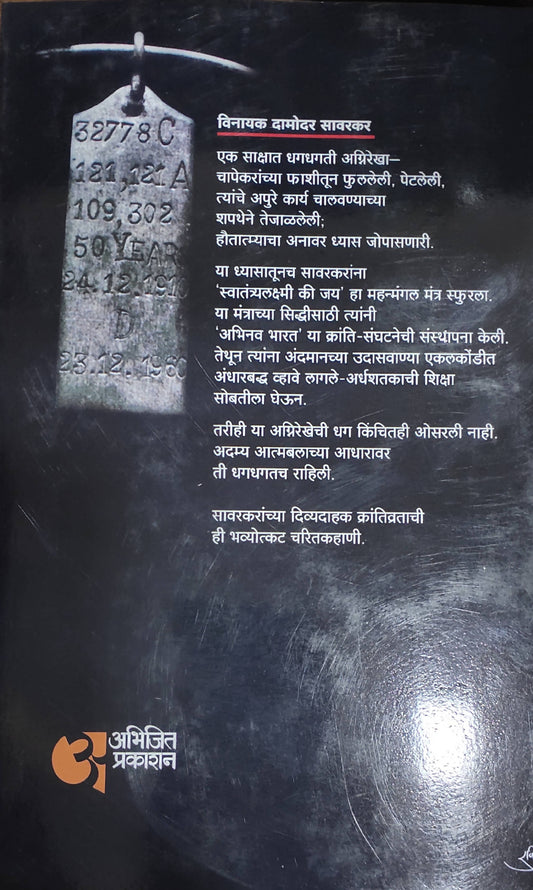 32778 C
121, 121 A
109, 302
50 YEAR
24.12.1910
D
23.12.1960
विनायक दामोदर सावरकर
एक साक्षात धगधगती अग्निरेखा–
चापेकरांच्या फाशीतून फुललेली, पेटलेली,
त्यांचे अपुरे कार्य चालवण्याच्या
शपथेने तेजाळलेली;
हौतात्म्याचा अनावर ध्यास जोपासणारी.
या ध्यासातूनच सावरकरांना
‘स्वातंत्र्यलक्ष्मी की जय’ हा महन्मंगल मंत्र स्फुरला.
या मंत्राच्या सिद्धीसाठी त्यांनी
‘अभिनव भारत’ या क्रांति-संघटनेची संस्थापना केली.
तेथून त्यांना अंदमानच्या उदासवाण्या एकलकोंडीत
अंधारबद्ध व्हावे लागले-अर्धशतकाची शिक्षा
सोबतीला घेऊन.
तरीही या अग्निरेखेची धग किंचितही ओसरली नाही.
अदम्य आत्मबलाच्या आधारावर
ती धगधगतच राहिली.
सावरकरांच्या दिव्यदाहक क्रांतिव्रताची
ही भव्योत्कट चरितकहाणी.
अभिजित
प्रकाशन